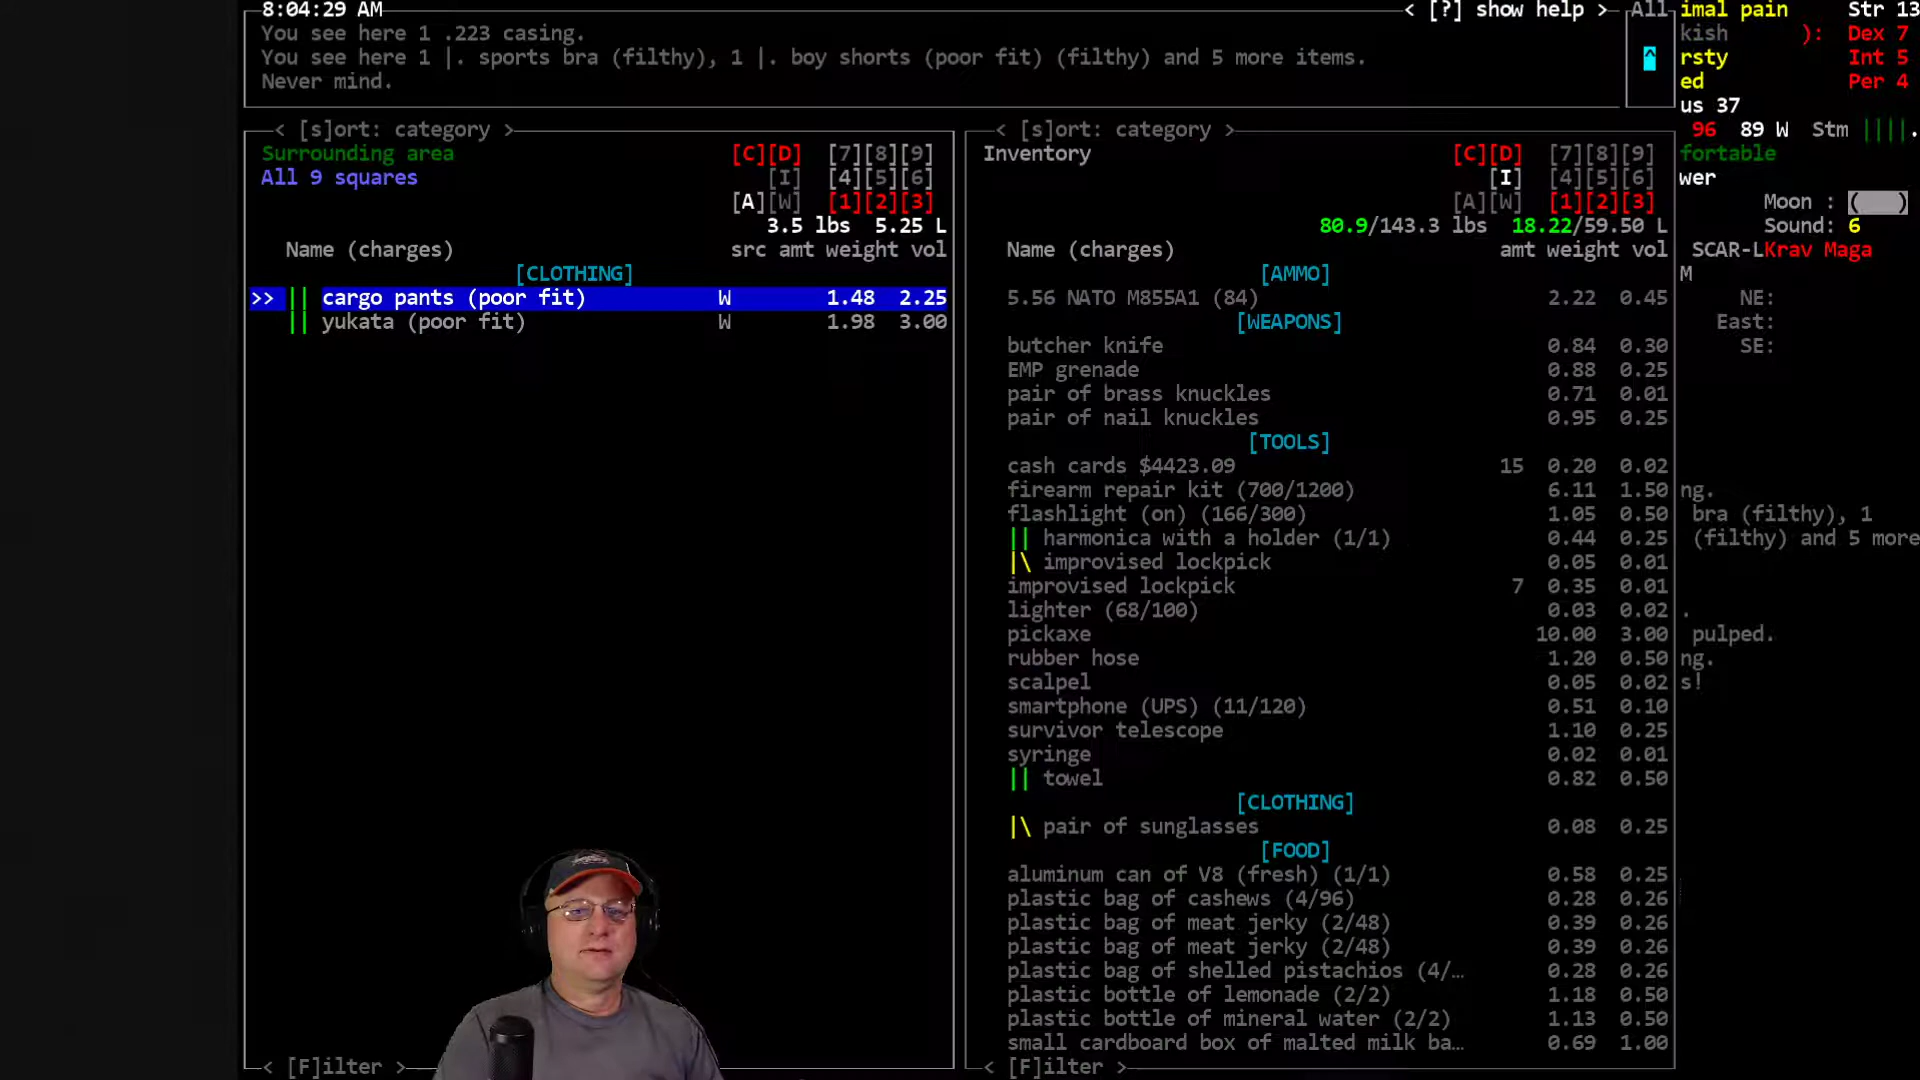 8:04:29 AM
< [?] show help >
You see here 1 .223 casing.
You see here 1 |. sports bra (filthy), 1 |. boy shorts (poor fit) (filthy) and 5 more items.
Never mind.
All
^
imal pain Str 13
kish ): Dex 7
rsty Int 5
ed Per 4
us 37
96 89 W Stm ||||.
fortable
wer
Moon : (   )
Sound: 6
SCAR-L Krav Maga
M
NE:
East:
SE:
ng.
bra (filthy), 1
(filthy) and 5 more
.
pulped.
ng.
s!
< [s]ort: category >
Surrounding area [C][D] [7][8][9]
All 9 squares [I] [4][5][6]
[A][W] [1][2][3]
3.5 lbs 5.25 L
Name (charges) src amt weight vol
[CLOTHING]
>> || cargo pants (poor fit) W 1.48 2.25
|| yukata (poor fit) W 1.98 3.00
< [F]ilter >
< [s]ort: category >
Inventory [C][D] [7][8][9]
[I] [4][5][6]
[A][W] [1][2][3]
80.9/143.3 lbs 18.22/59.50 L
Name (charges) amt weight vol
[AMMO]
5.56 NATO M855A1 (84) 2.22 0.45
[WEAPONS]
butcher knife 0.84 0.30
EMP grenade 0.88 0.25
pair of brass knuckles 0.71 0.01
pair of nail knuckles 0.95 0.25
[TOOLS]
cash cards $4423.09 15 0.20 0.02
firearm repair kit (700/1200) 6.11 1.50
flashlight (on) (166/300) 1.05 0.50
|| harmonica with a holder (1/1) 0.44 0.25
|\ improvised lockpick 0.05 0.01
improvised lockpick 7 0.35 0.01
lighter (68/100) 0.03 0.02
pickaxe 10.00 3.00
rubber hose 1.20 0.50
scalpel 0.05 0.02
smartphone (UPS) (11/120) 0.51 0.10
survivor telescope 1.10 0.25
syringe 0.02 0.01
|| towel 0.82 0.50
[CLOTHING]
|\ pair of sunglasses 0.08 0.25
[FOOD]
aluminum can of V8 (fresh) (1/1) 0.58 0.25
plastic bag of cashews (4/96) 0.28 0.26
plastic bag of meat jerky (2/48) 0.39 0.26
plastic bag of meat jerky (2/48) 0.39 0.26
plastic bag of shelled pistachios (4/… 0.28 0.26
plastic bottle of lemonade (2/2) 1.18 0.50
plastic bottle of mineral water (2/2) 1.13 0.50
small cardboard box of malted milk ba… 0.69 1.00
< [F]ilter >